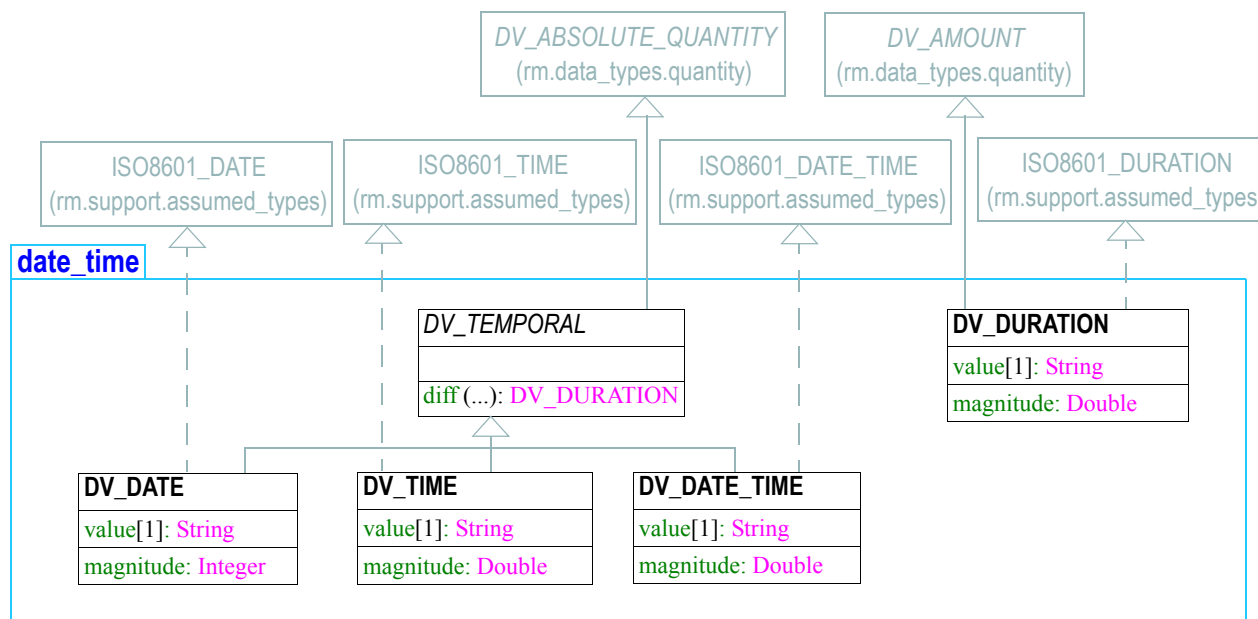 DV_ABSOLUTE_QUANTITY
(rm.data_types.quantity)
DV_AMOUNT
(rm.data_types.quantity)
ISO8601_DATE
(rm.support.assumed_types)
ISO8601_TIME
(rm.support.assumed_types)
ISO8601_DATE_TIME
(rm.support.assumed_types)
ISO8601_DURATION
(rm.support.assumed_types
date_time
DV_TEMPORAL
diff (...): DV_DURATION
DV_DURATION
value[1]: String
magnitude: Double
DV_DATE
value[1]: String
magnitude: Integer
DV_TIME
value[1]: String
magnitude: Double
DV_DATE_TIME
value[1]: String
magnitude: Double